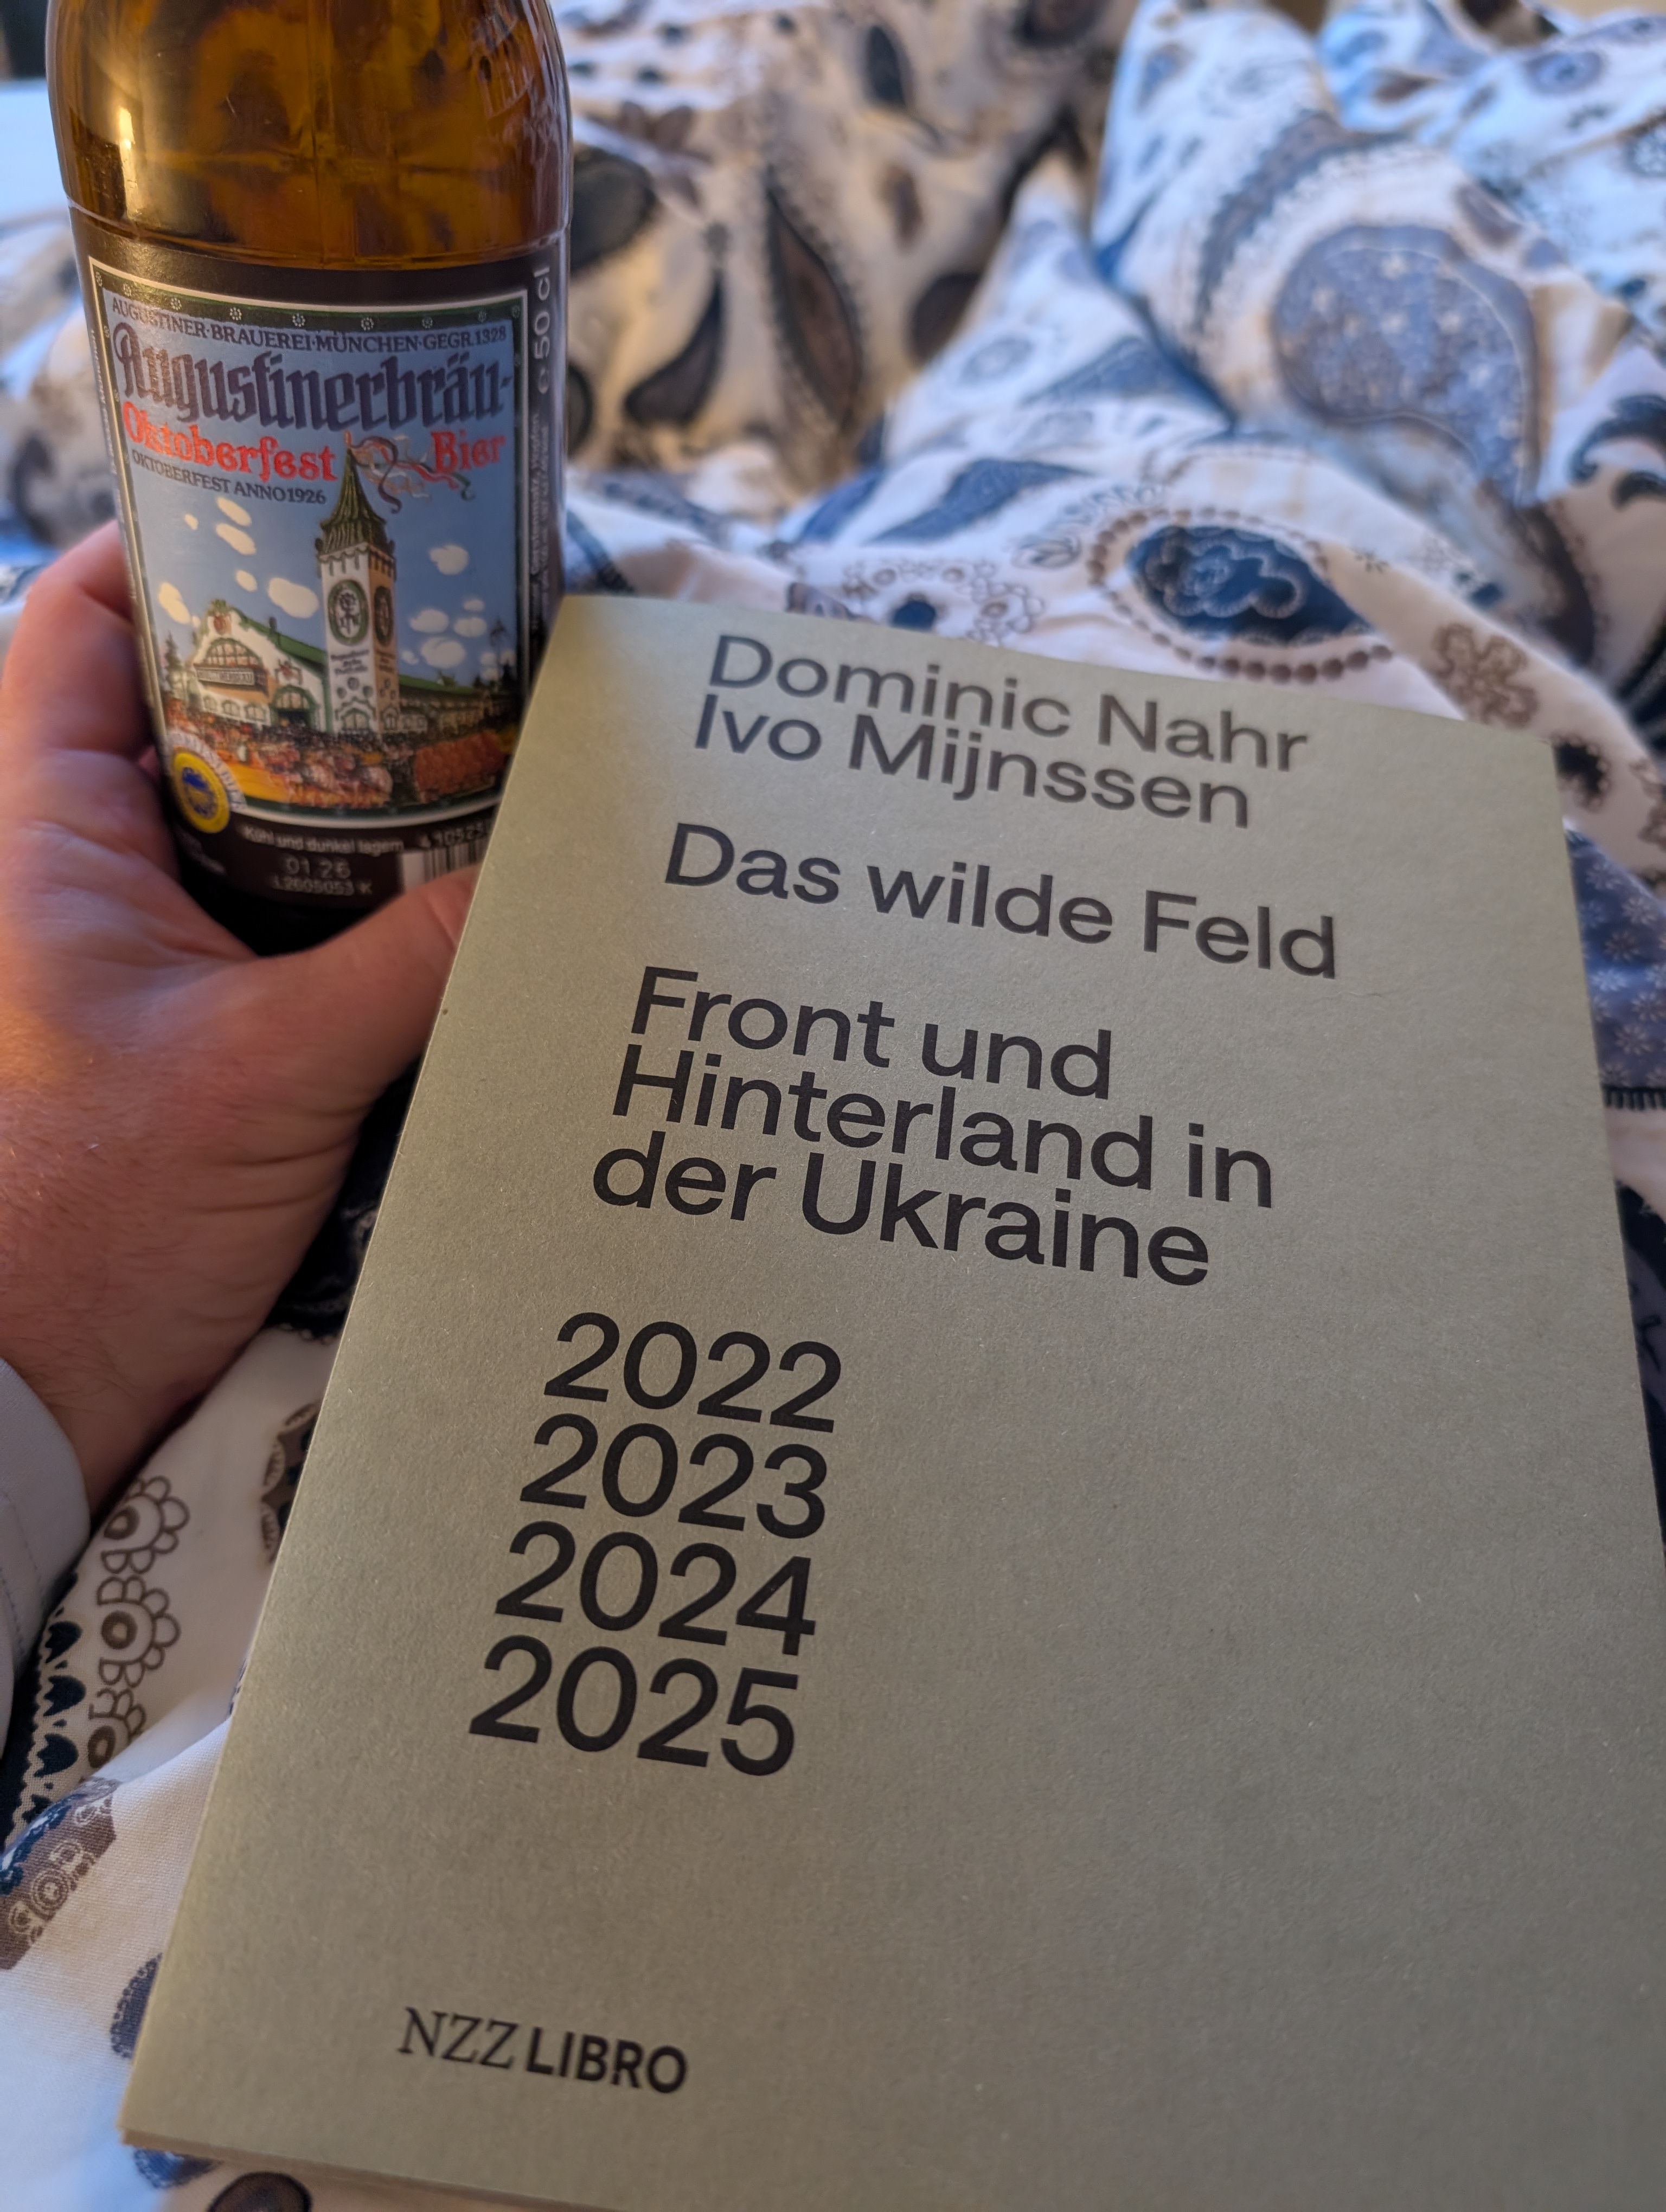 AUGUSTINER·BRAUEREI·MÜNCHEN·GEGR.1328
Augustinerbräu-
Oktoberfest Bier
OKTOBERFEST ANNO 1926
50 cl
Kühl und dunkel lagern
01.26
Dominic Nahr
Ivo Mijnssen
Das wilde Feld
Front und
Hinterland in
der Ukraine
2022
2023
2024
2025
NZZ LIBRO